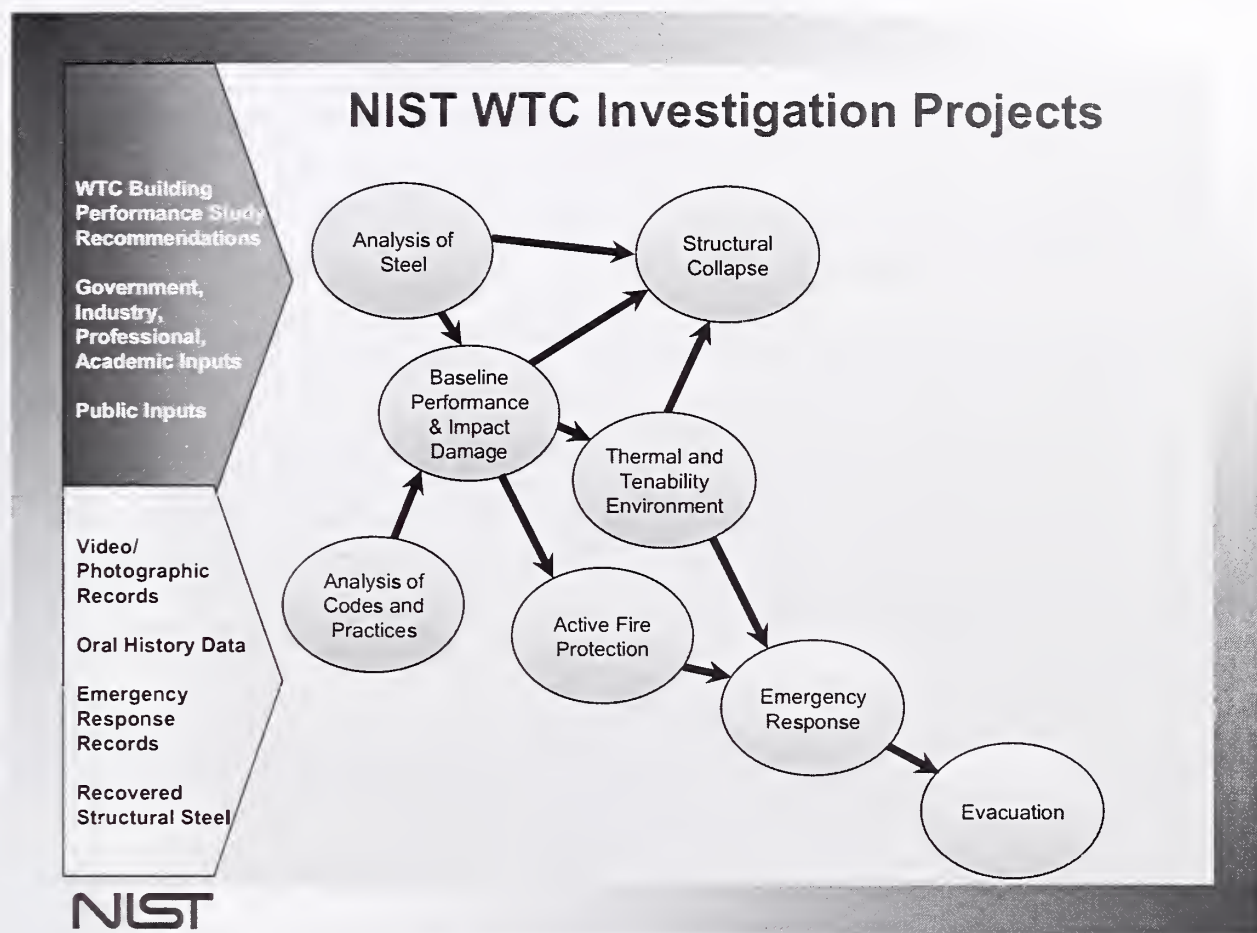 NIST WTC Investigation Projects
WTC Building
Performance Study
Recommendations
Government,
Industry,
Professional,
Academic Inputs
Public Inputs
Video/
Photographic
Records
Oral History Data
Emergency
Response
Records
Recovered
Structural Steel
Analysis of
Steel
Structural
Collapse
Baseline
Performance
& Impact
Damage
Thermal and
Tenability
Environment
Analysis of
Codes and
Practices
Active Fire
Protection
Emergency
Response
Evacuation
NIST